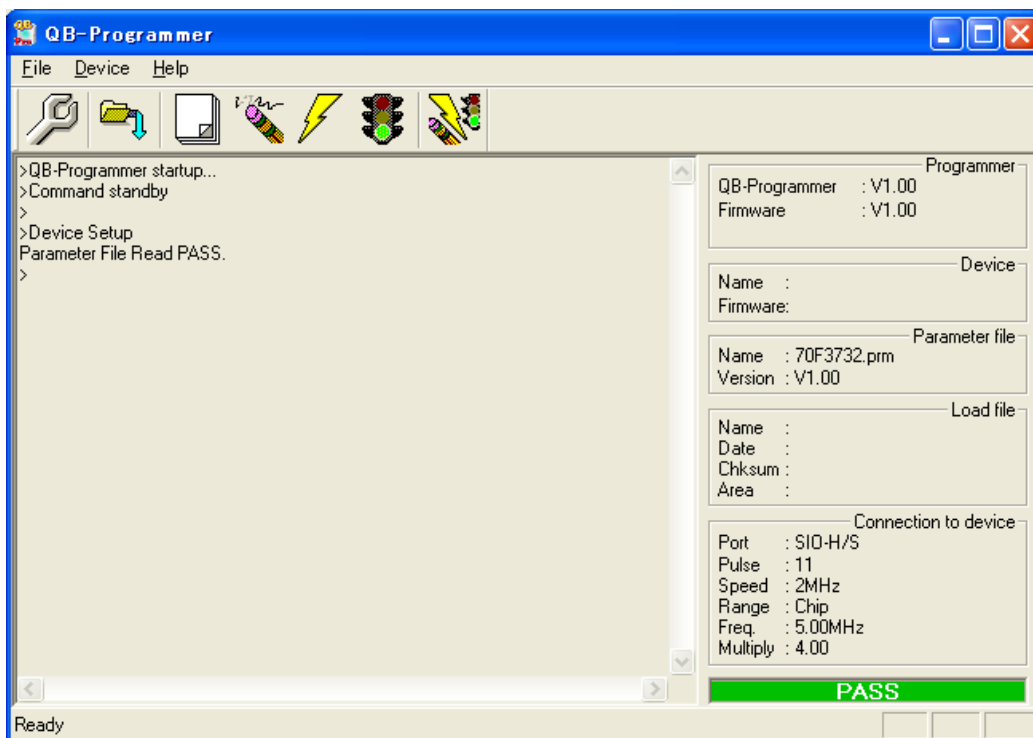 QB-Programmer
File Device Help
>QB-Programmer startup...
>Command standby
>
>Device Setup
Parameter File Read PASS.
>
Programmer
QB-Programmer : V1.00
Firmware : V1.00
Device
Name :
Firmware:
Parameter file
Name : 70F3732.prm
Version : V1.00
Load file
Name :
Date :
Chksum :
Area :
Connection to device
Port : SIO-H/S
Pulse : 11
Speed : 2MHz
Range : Chip
Freq. : 5.00MHz
Multiply : 4.00
PASS
Ready